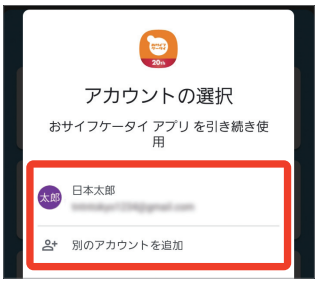 おサイフ
ケータイ
20th
アカウントの選択
おサイフケータイ アプリ を引き続き使
用
太郎
日本太郎
別のアカウントを追加